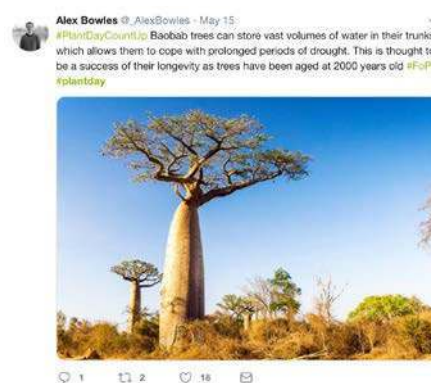 Alex Bowles @_AlexBowles · May 15
#PlantDayCountUp Baobab trees can store vast volumes of water in their trunks
which allows them to cope with prolonged periods of drought. This is thought to
be a success of their longevity as trees have been aged at 2000 years old #FoP
#plantday
1 2 18